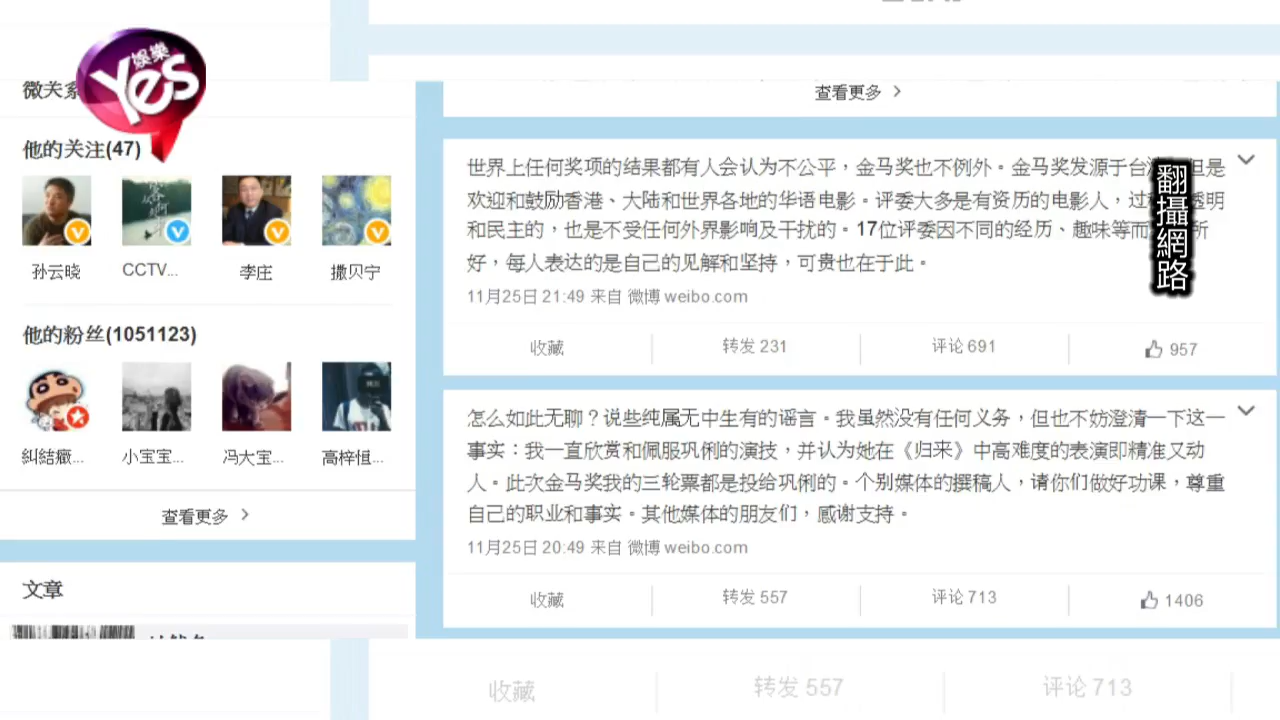 娛樂
Yes
微关系
他的关注(47)
孙云晓
CCTV...
李庄
撒贝宁
他的粉丝(1051123)
糾結癥...
小宝宝...
冯大宝...
高梓恒...
查看更多 >
文章
查看更多 >
世界上任何奖项的结果都有人会认为不公平，金马奖也不例外。金马奖发源于台 但是
欢迎和鼓励香港、大陆和世界各地的华语电影。评委大多是有资历的电影人，过 透明
和民主的，也是不受任何外界影响及干扰的。17位评委因不同的经历、趣味等而 所
好，每人表达的是自己的见解和坚持，可贵也在于此。
11月25日 21:49 来自 微博 weibo.com
收藏 转发 231 评论 691 957
怎么如此无聊？说些纯属无中生有的谣言。我虽然没有任何义务，但也不妨澄清一下这一
事实：我一直欣赏和佩服巩俐的演技，并认为她在《归来》中高难度的表演即精准又动
人。此次金马奖我的三轮票都是投给巩俐的。个别媒体的撰稿人，请你们做好功课，尊重
自己的职业和事实。其他媒体的朋友们，感谢支持。
11月25日 20:49 来自 微博 weibo.com
收藏 转发 557 评论 713 1406
翻攝網路
收藏 转发 557 评论 713